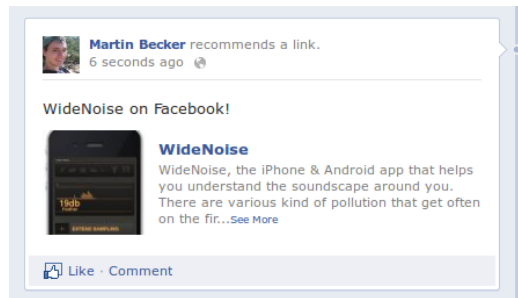 Martin Becker recommends a link.
6 seconds ago
WideNoise on Facebook!
WideNoise
WideNoise, the iPhone & Android app that helps
you understand the soundscape around you.
There are various kind of pollution that get often
on the fir...See More
19db
EXTEND SAMPLING
Like · Comment